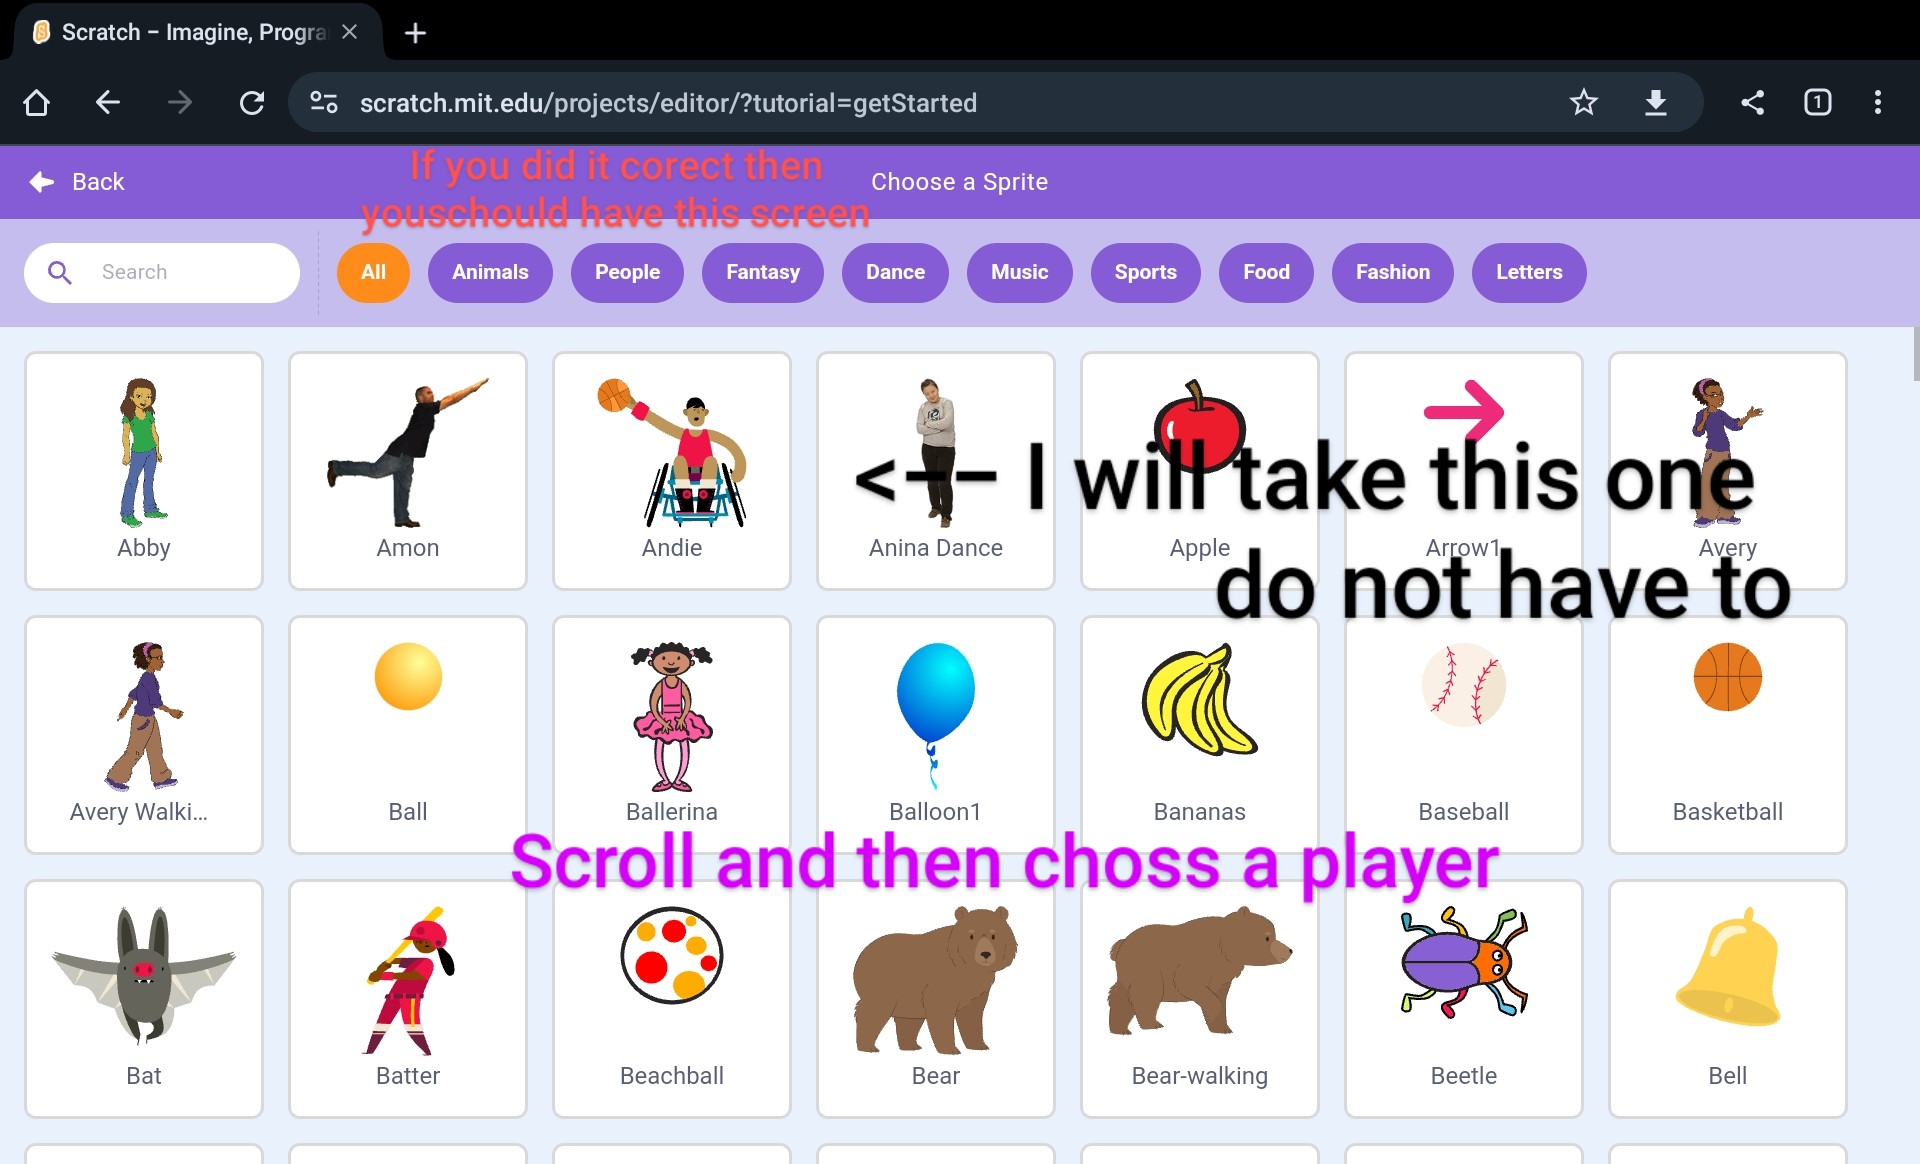 Scratch – Imagine, Progra
scratch.mit.edu/projects/editor/?tutorial=getStarted
1
Back
If you did it corect then
youschould have this screen
Choose a Sprite
Search
All
Animals
People
Fantasy
Dance
Music
Sports
Food
Fashion
Letters
<-- I will take this one
do not have to
Abby
Amon
Andie
Anina Dance
Apple
Arrow1
Avery
Avery Walki...
Ball
Ballerina
Balloon1
Bananas
Baseball
Basketball
Scroll and then choss a player
Bat
Batter
Beachball
Bear
Bear-walking
Beetle
Bell